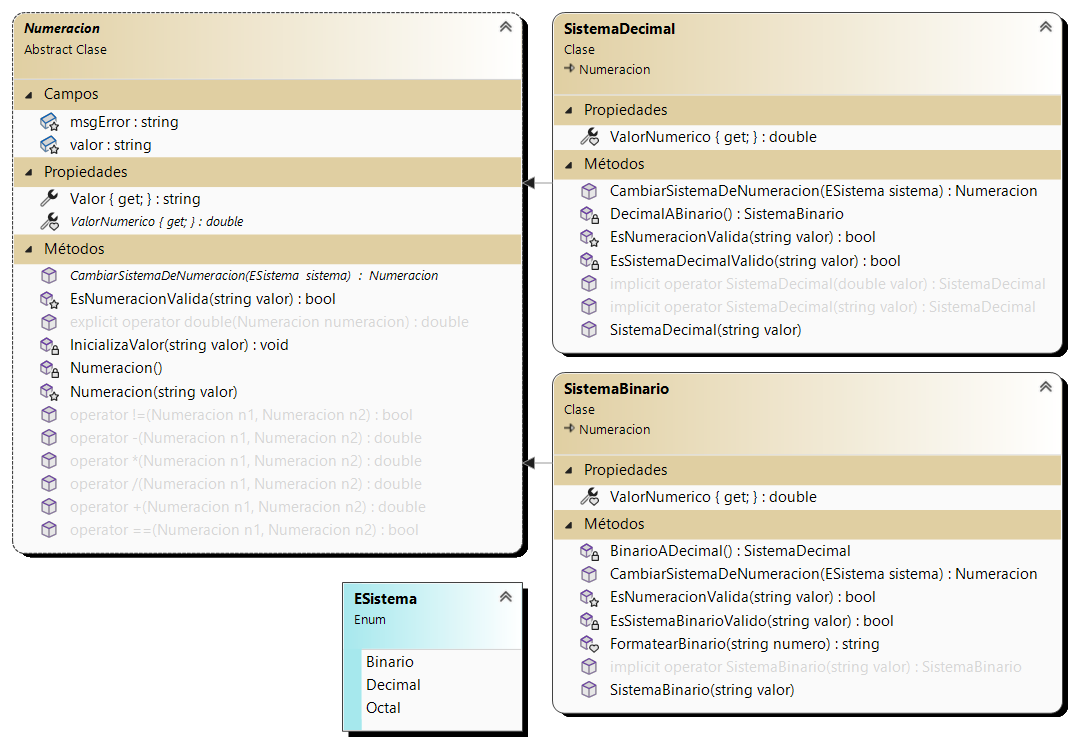 Numeracion
Abstract Clase
Campos
msgError : string
valor : string
Propiedades
Valor { get; } : string
ValorNumerico { get; } : double
Métodos
CambiarSistemaDeNumeracion(ESistema sistema) : Numeracion
EsNumeracionValida(string valor) : bool
explicit operator double(Numeracion numeracion) : double
InicializaValor(string valor) : void
Numeracion()
Numeracion(string valor)
operator !=(Numeracion n1, Numeracion n2) : bool
operator -(Numeracion n1, Numeracion n2) : double
operator *(Numeracion n1, Numeracion n2) : double
operator /(Numeracion n1, Numeracion n2) : double
operator +(Numeracion n1, Numeracion n2) : double
operator ==(Numeracion n1, Numeracion n2) : bool
SistemaDecimal
Clase
Numeracion
Propiedades
ValorNumerico { get; } : double
Métodos
CambiarSistemaDeNumeracion(ESistema sistema) : Numeracion
DecimalABinario() : SistemaBinario
EsNumeracionValida(string valor) : bool
EsSistemaDecimalValido(string valor) : bool
implicit operator SistemaDecimal(double valor) : SistemaDecimal
implicit operator SistemaDecimal(string valor) : SistemaDecimal
SistemaDecimal(string valor)
SistemaBinario
Clase
Numeracion
Propiedades
ValorNumerico { get; } : double
Métodos
BinarioADecimal() : SistemaDecimal
CambiarSistemaDeNumeracion(ESistema sistema) : Numeracion
EsNumeracionValida(string valor) : bool
EsSistemaBinarioValido(string valor) : bool
FormatearBinario(string numero) : string
implicit operator SistemaBinario(string valor) : SistemaBinario
SistemaBinario(string valor)
ESistema
Enum
Binario
Decimal
Octal